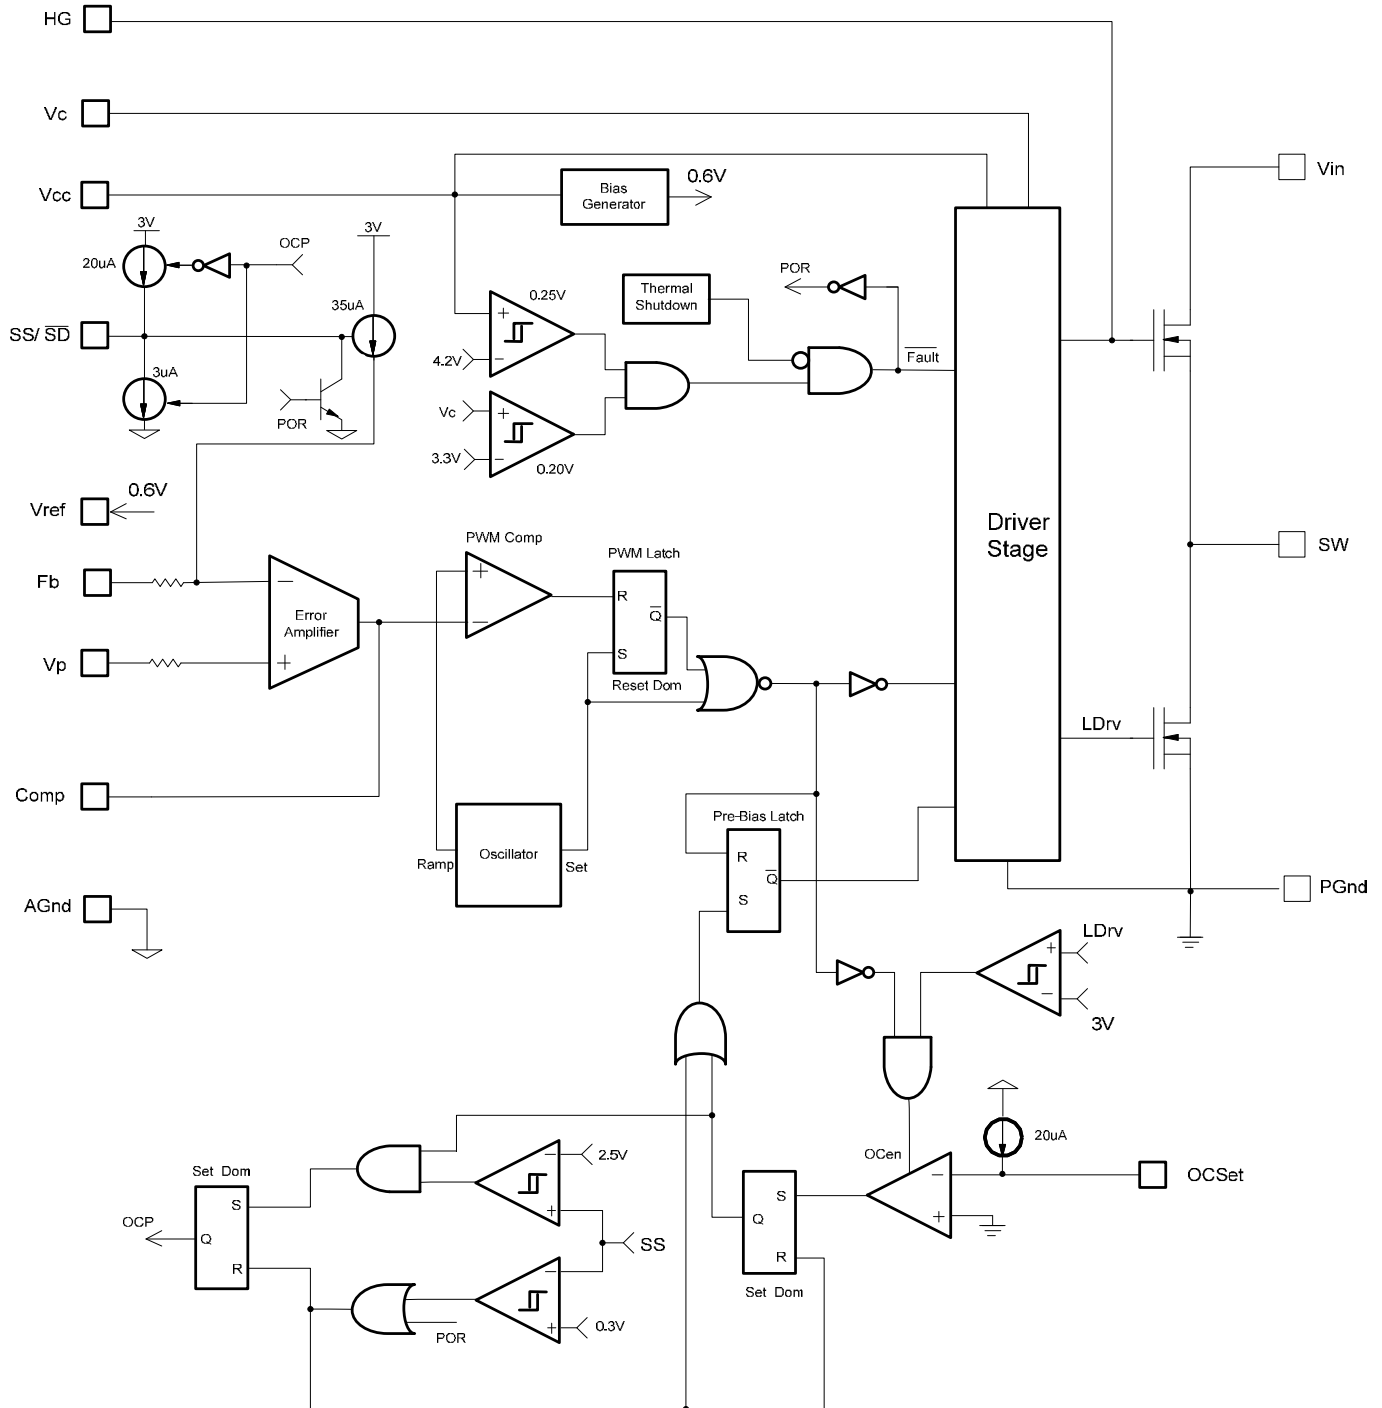 HG
Vc
Vcc
Bias
Generator
0.6V
Vin
3V
20uA
OCP
3V
35uA
SS/ SD
3uA
POR
0.25V
+
4.2V
−
Vc
+
3.3V
−
0.20V
Thermal
Shutdown
POR
Fault
Vref
0.6V
Driver
Stage
SW
Fb
−
Error
Amplifier
Vp
+
PWM Comp
+
−
PWM Latch
R
Q
S
Reset Dom
LDrv
Comp
Ramp
Oscillator
Set
Pre-Bias Latch
R
Q
S
PGnd
AGnd
LDrv
+
−
3V
20uA
OCen
−
+
OCSet
2.5V
−
+
SS
−
+
0.3V
Set Dom
S
Q
R
OCP
POR
S
Q
R
Set Dom